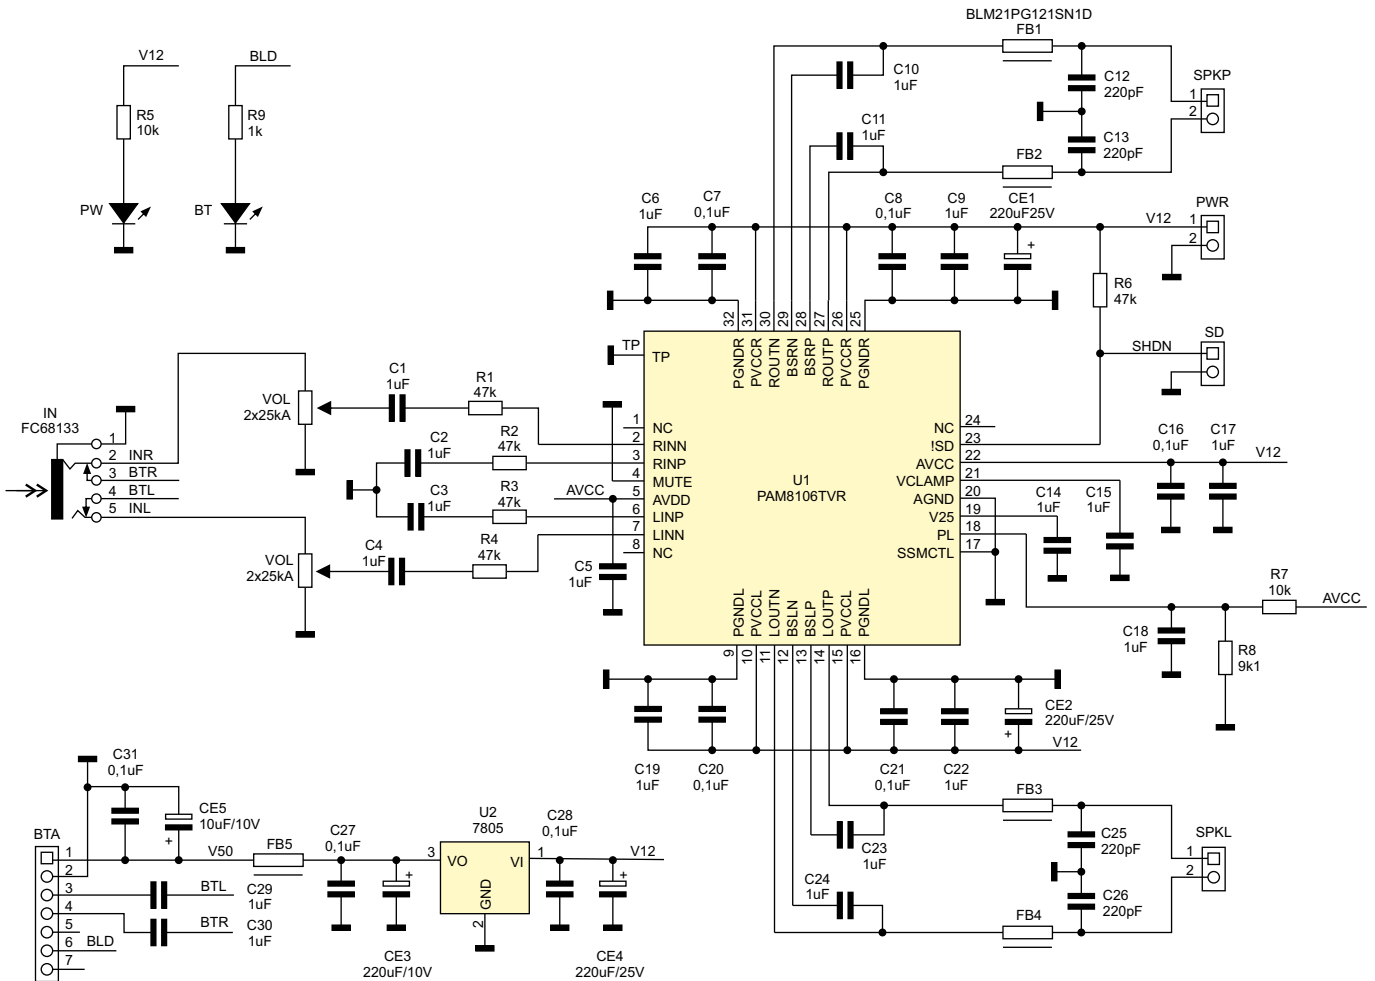 BLM21PG121SN1D
FB1
V12
BLD
R5
10k
R9
1k
PW
BT
C10
1uF
C11
1uF
C12
220pF
C13
220pF
FB2
SPKP
1
2
C6
1uF
C7
0,1uF
C8
0,1uF
C9
1uF
CE1
220uF25V
+
V12
PWR
1
2
R6
47k
SHDN
SD
32
31
30
29
28
27
26
25
PGNDR
PVCCR
ROUTN
BSRN
BSRP
ROUTP
PVCCR
PGNDR
TP
TP
IN
FC68133
1
2 INR
3 BTR
4 BTL
5 INL
VOL
2x25kA
VOL
2x25kA
C1
1uF
R1
47k
C2
1uF
R2
47k
C3
1uF
R3
47k
C4
1uF
R4
47k
AVCC
C5
1uF
1 NC
2 RINN
3 RINP
4 MUTE
5 AVDD
6 LINP
7 LINN
8 NC
U1
PAM8106TVR
NC 24
!SD 23
AVCC 22
VCLAMP 21
AGND 20
V25 19
PL 18
SSMCTL 17
C14
1uF
C15
1uF
C16
0,1uF
C17
1uF
V12
R7
10k
AVCC
C18
1uF
R8
9k1
PGNDL
PVCCL
LOUTN
BSLN
BSLP
LOUTP
PVCCL
PGNDL
9
10
11
12
13
14
15
16
C19
1uF
C20
0,1uF
C21
0,1uF
C22
1uF
CE2
220uF/25V
+
V12
C23
1uF
C24
1uF
FB3
FB4
C25
220pF
C26
220pF
SPKL
1
2
C31
0,1uF
CE5
10uF/10V
+
BTA
1
2
3
4
5
6
7
V50
FB5
BTL
C29
1uF
BTR
C30
1uF
BLD
C27
0,1uF
+
CE3
220uF/10V
U2
7805
3 VO
VI 1
GND
2
C28
0,1uF
V12
+
CE4
220uF/25V